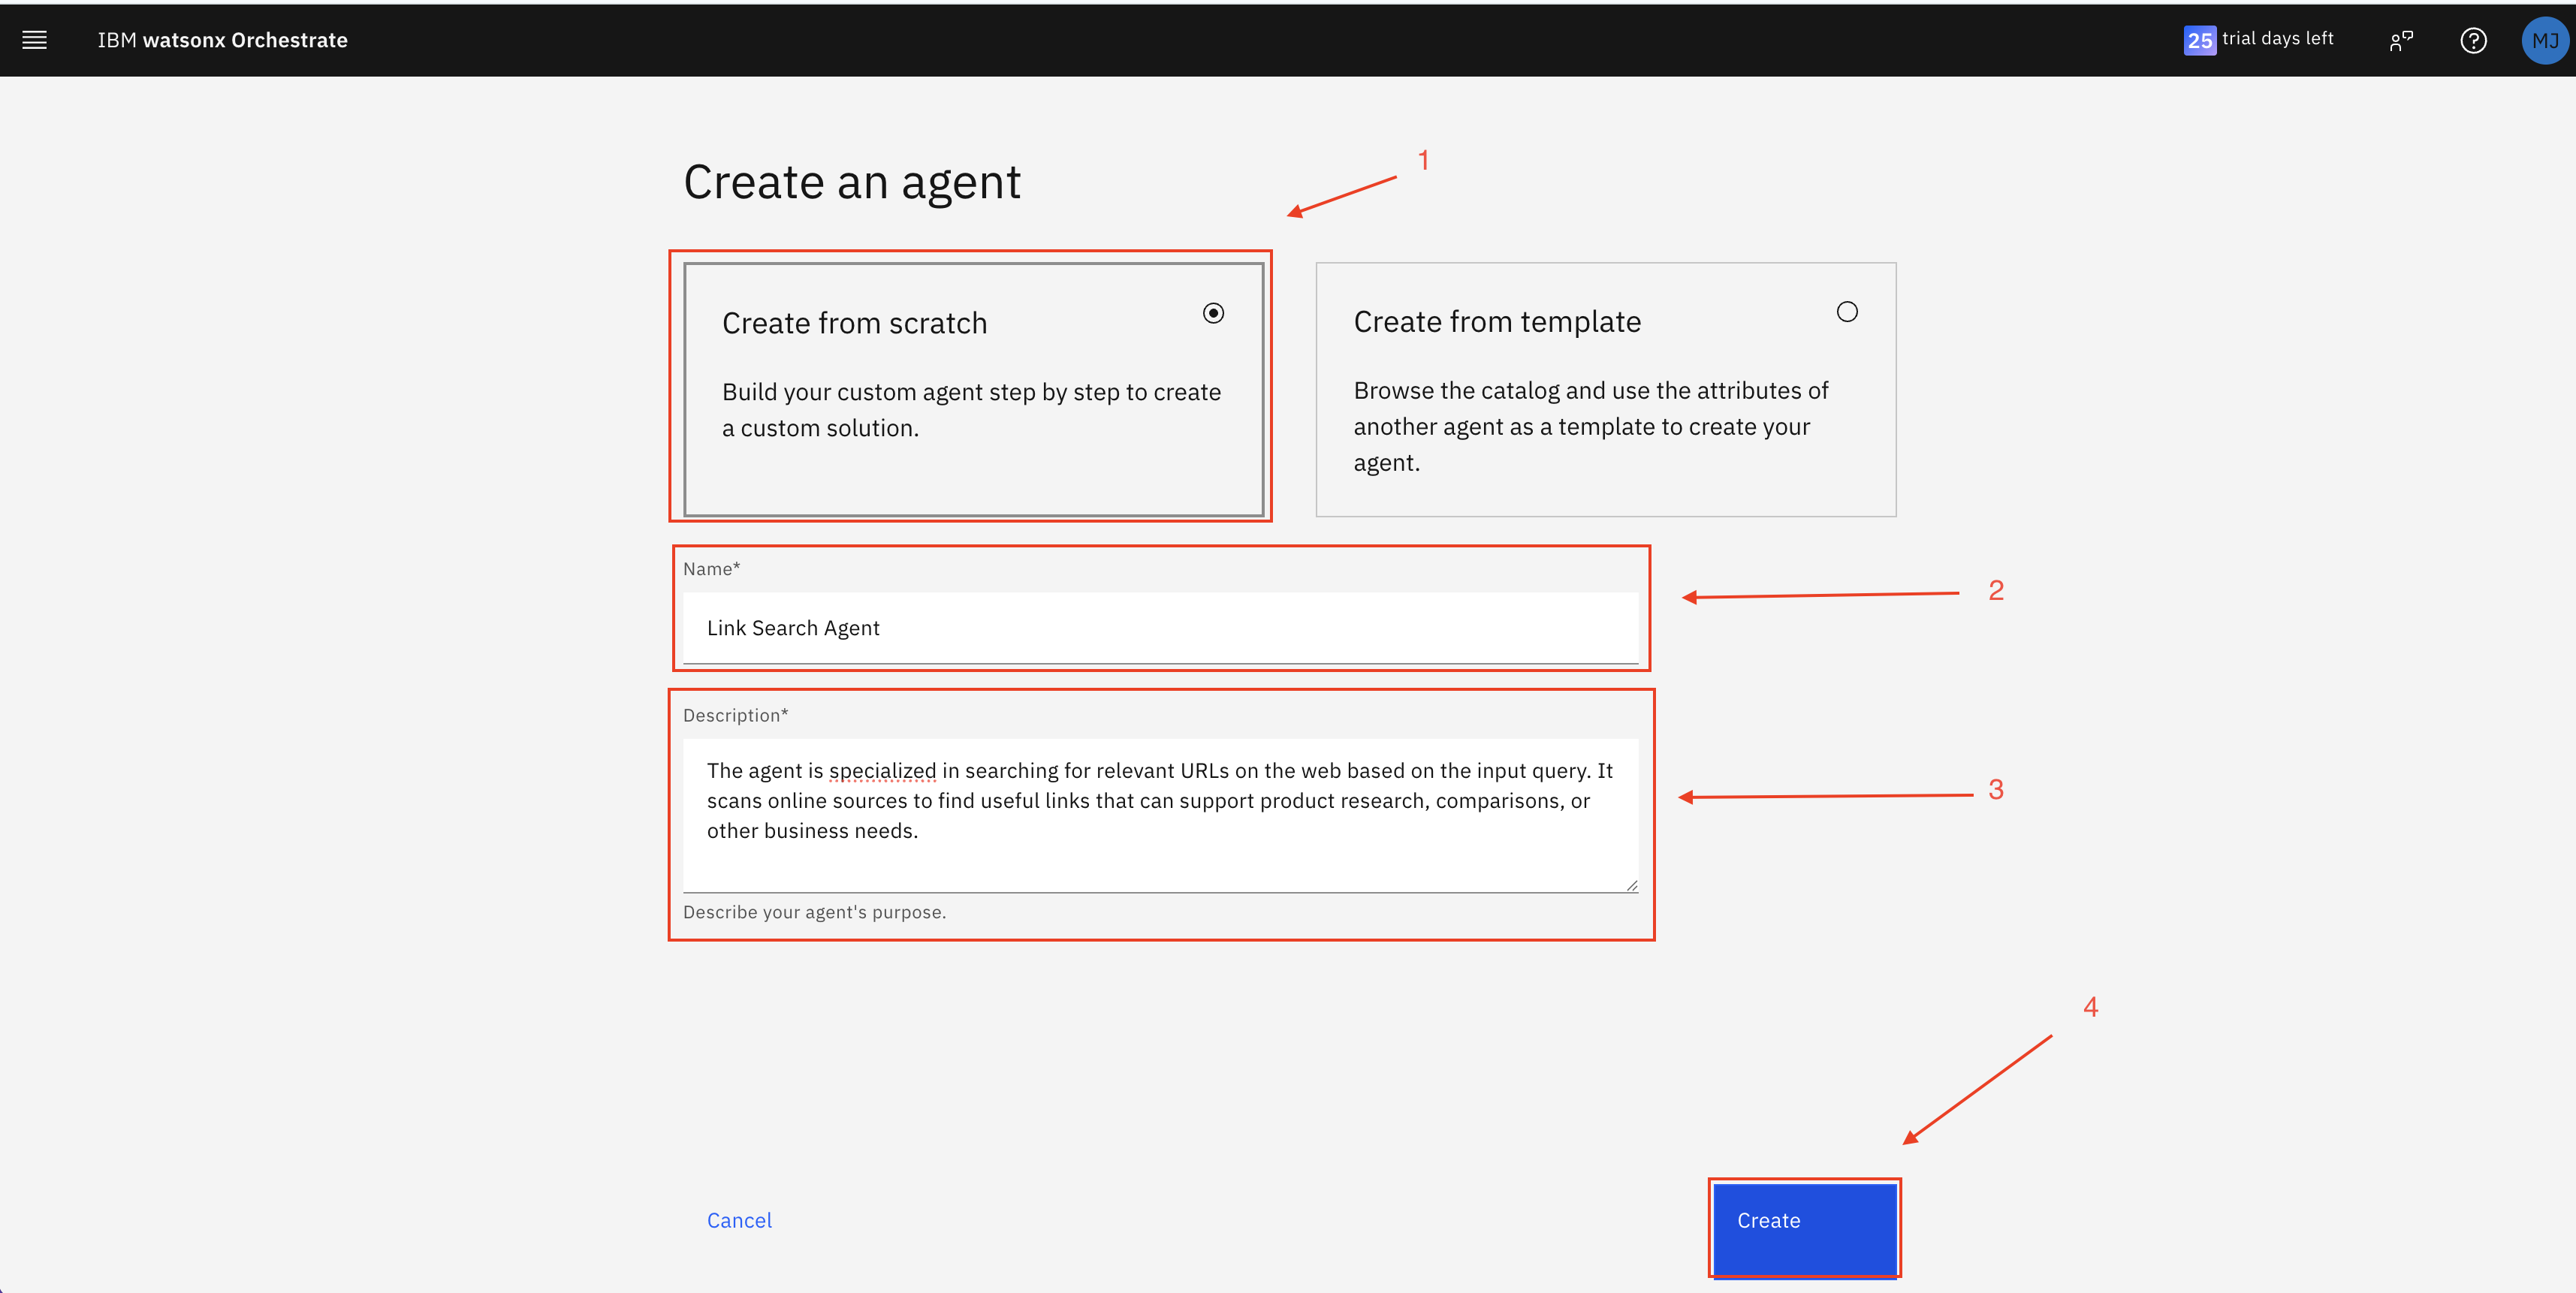 IBM watsonx Orchestrate
25 trial days left
MJ
Create an agent
1
Create from scratch
Build your custom agent step by step to create
a custom solution.
Create from template
Browse the catalog and use the attributes of
another agent as a template to create your
agent.
Name*
Link Search Agent
2
Description*
The agent is specialized in searching for relevant URLs on the web based on the input query. It
scans online sources to find useful links that can support product research, comparisons, or
other business needs.
3
Describe your agent's purpose.
4
Cancel
Create